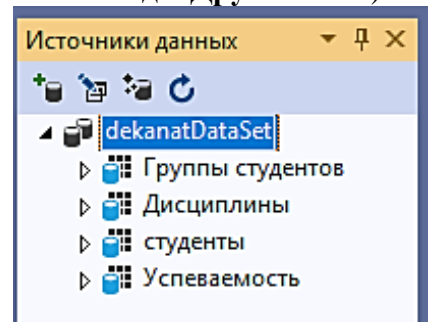 Источники данных
dekanatDataSet
Группы студентов
Дисциплины
студенты
Успеваемость